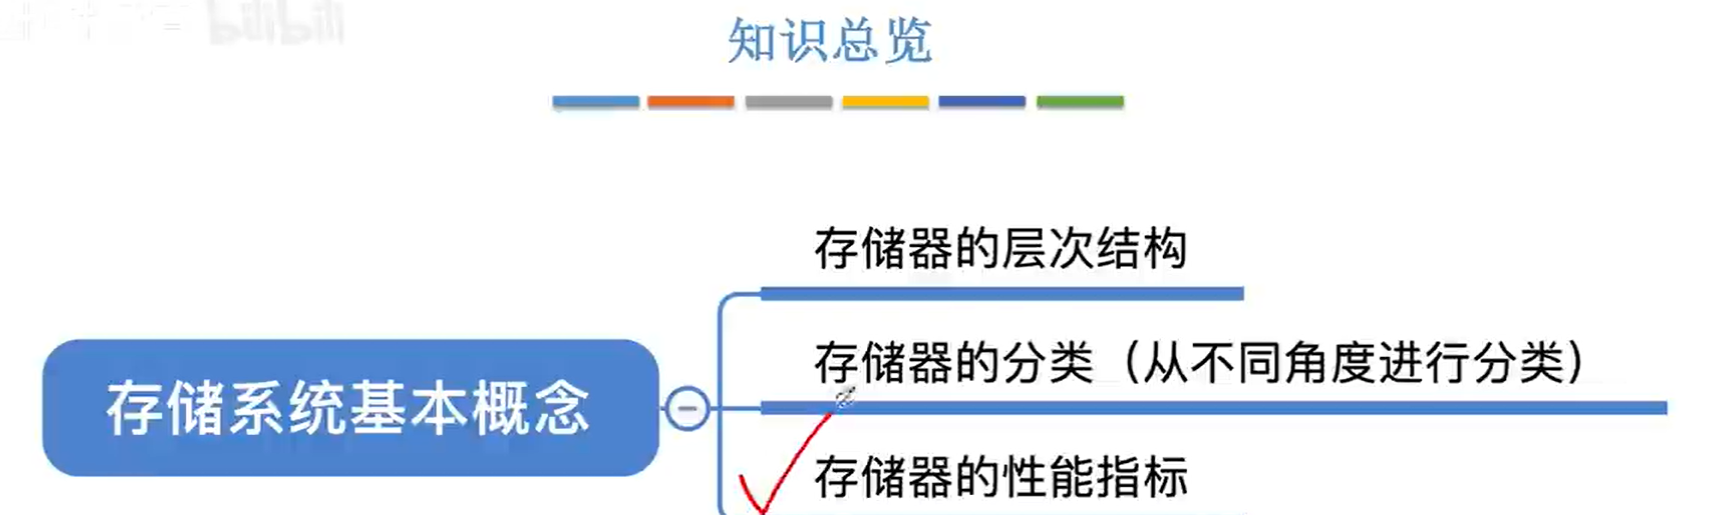 知识总览
存储器的层次结构
存储器的分类（从不同角度进行分类）
存储系统基本概念
存储器的性能指标